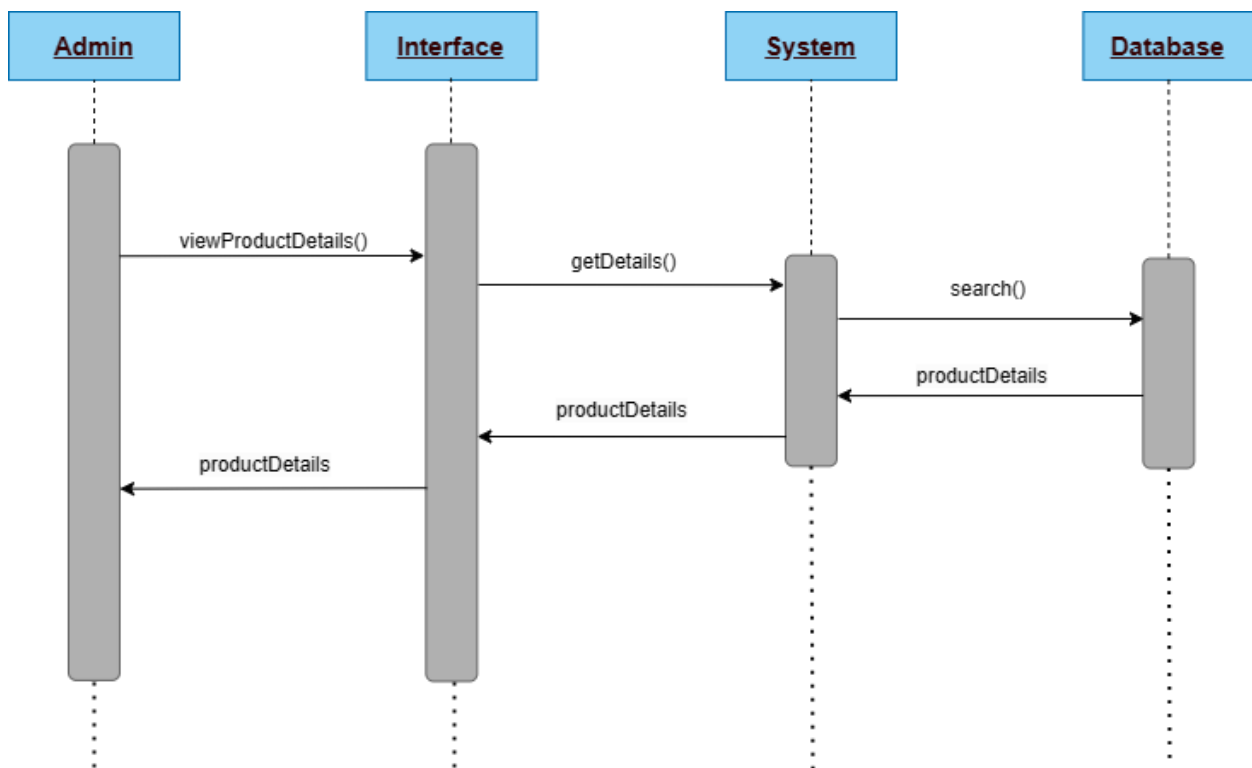 Admin
Interface
System
Database
viewProductDetails()
getDetails()
search()
productDetails
productDetails
productDetails